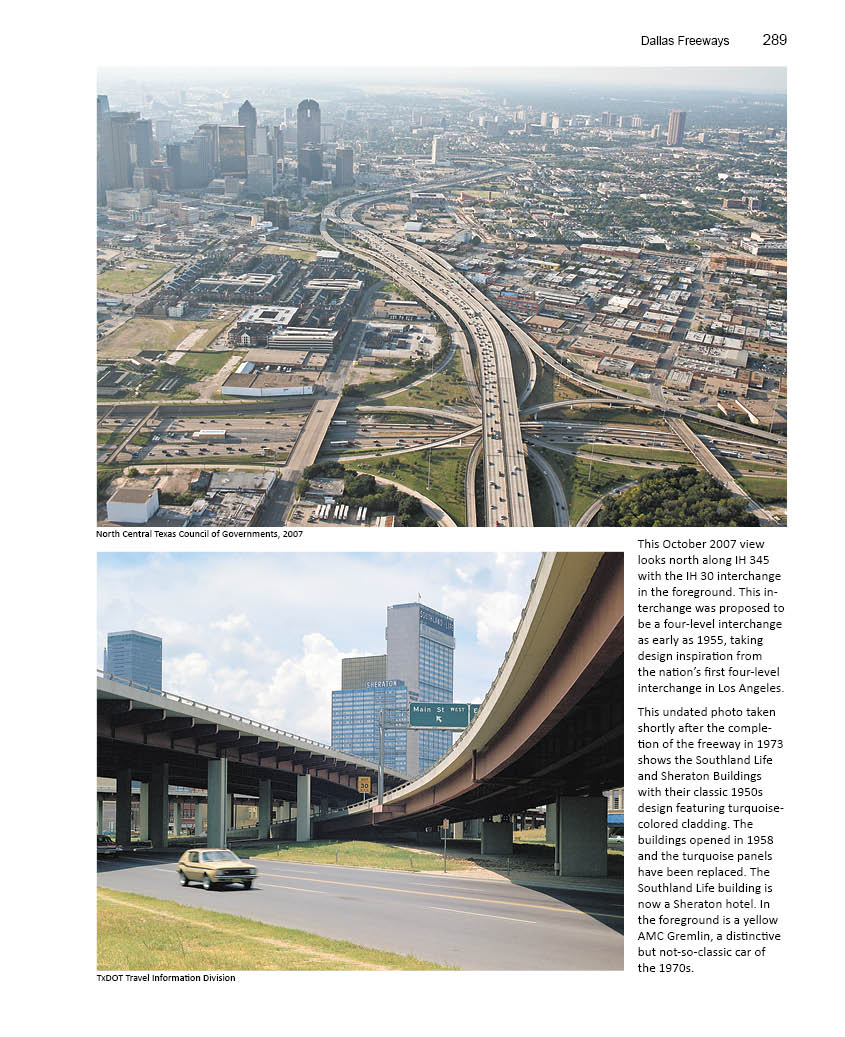 Dallas Freeways 289
North Central Texas Council of Governments, 2007
This October 2007 view
looks north along IH 345
with the IH 30 interchange
in the foreground. This in-
terchange was proposed to
be a four-level interchange
as early as 1955, taking
design inspiration from
the nation’s first four-level
interchange in Los Angeles.
This undated photo taken
shortly after the comple-
tion of the freeway in 1973
shows the Southland Life
and Sheraton Buildings
with their classic 1950s
design featuring turquoise-
colored cladding. The
buildings opened in 1958
and the turquoise panels
have been replaced. The
Southland Life building is
now a Sheraton hotel. In
the foreground is a yellow
AMC Gremlin, a distinctive
but not-so-classic car of
the 1970s.
SOUTHLAND LIFE
SHERATON
Main St WEST
E
30
TxDOT Travel Information Division